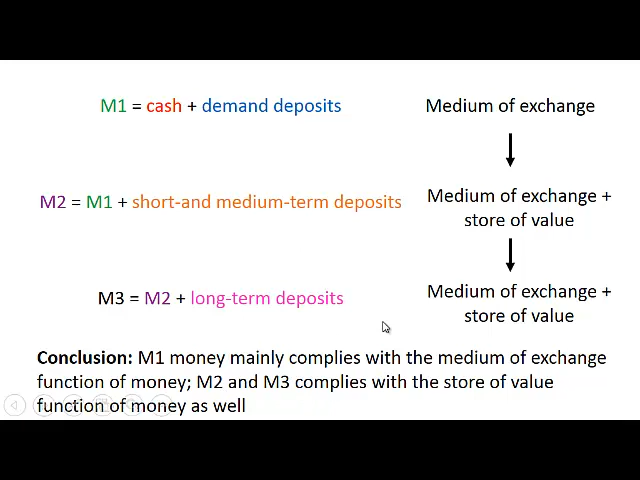 M1 = cash + demand deposits
Medium of exchange
M2 = M1 + short-and medium-term deposits
Medium of exchange +
store of value
M3 = M2 + long-term deposits
Medium of exchange +
store of value
Conclusion: M1 money mainly complies with the medium of exchange
function of money; M2 and M3 complies with the store of value
function of money as well